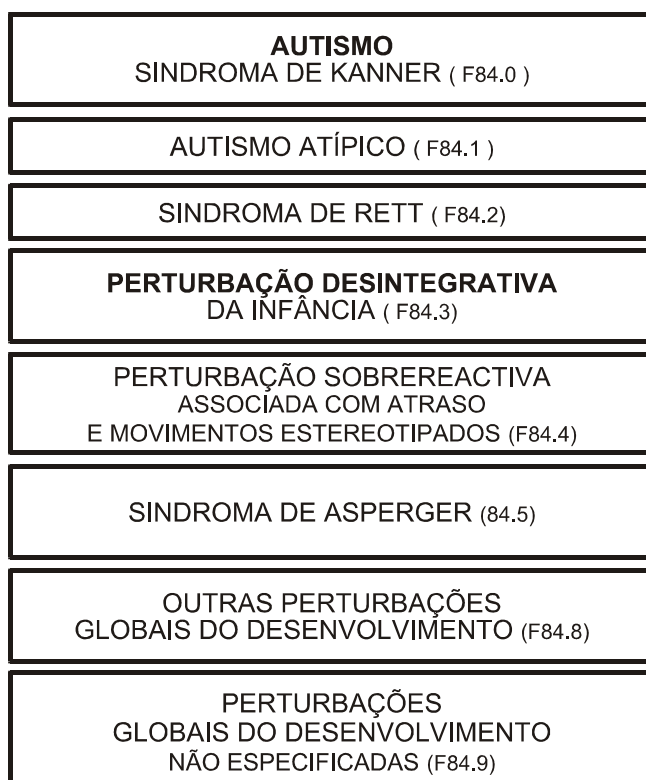 AUTISMO
SINDROMA DE KANNER ( F84.0 )
AUTISMO ATÍPICO ( F84.1 )
SINDROMA DE RETT ( F84.2)
PERTURBAÇÃO DESINTEGRATIVA
DA INFÂNCIA ( F84.3)
PERTURBAÇÃO SOBREREACTIVA
ASSOCIADA COM ATRASO
E MOVIMENTOS ESTEREOTIPADOS (F84.4)
SINDROMA DE ASPERGER (84.5)
OUTRAS PERTURBAÇÕES
GLOBAIS DO DESENVOLVIMENTO (F84.8)
PERTURBAÇÕES
GLOBAIS DO DESENVOLVIMENTO
NÃO ESPECIFICADAS (F84.9)